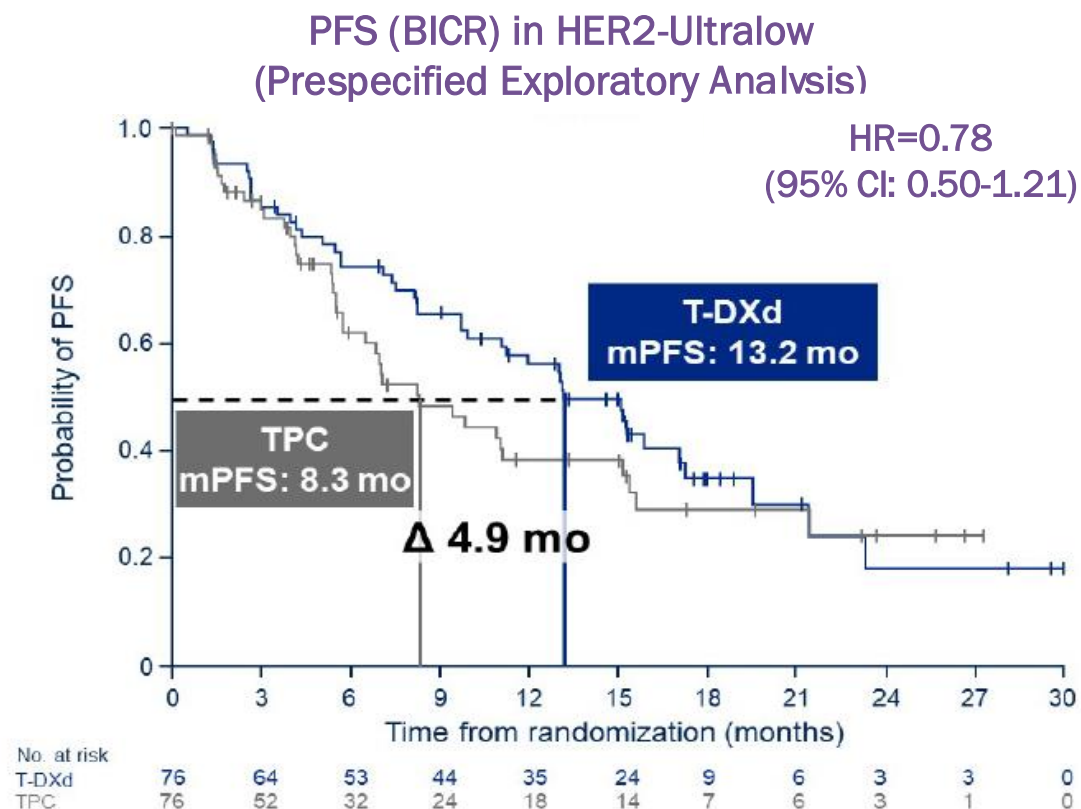 PFS (BICR) in HER2-Ultralow
(Prespecified Exploratory Analysis)
HR=0.78
(95% CI: 0.50-1.21)
Probability of PFS
1.0
0.8
0.6
0.4
0.2
0
T-DXd
mPFS: 13.2 mo
TPC
mPFS: 8.3 mo
Δ 4.9 mo
0 3 6 9 12 15 18 21 24 27 30
Time from randomization (months)
No. at risk
T-DXd 76 64 53 44 35 24 9 6 3 3 0
TPC 76 52 32 24 18 14 7 6 3 1 0